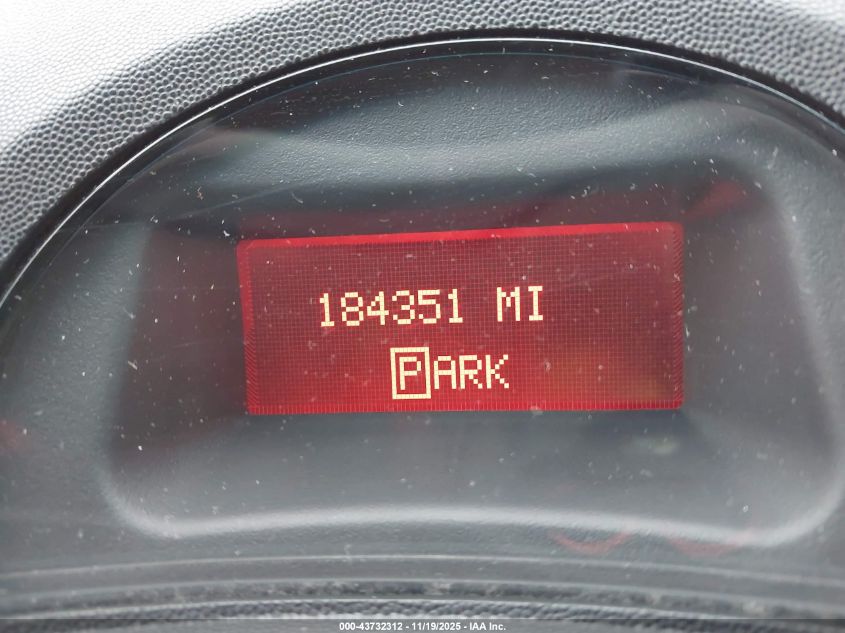 184351 MI
PARK
000-43732312 - 11/19/2025 - IAA Inc.